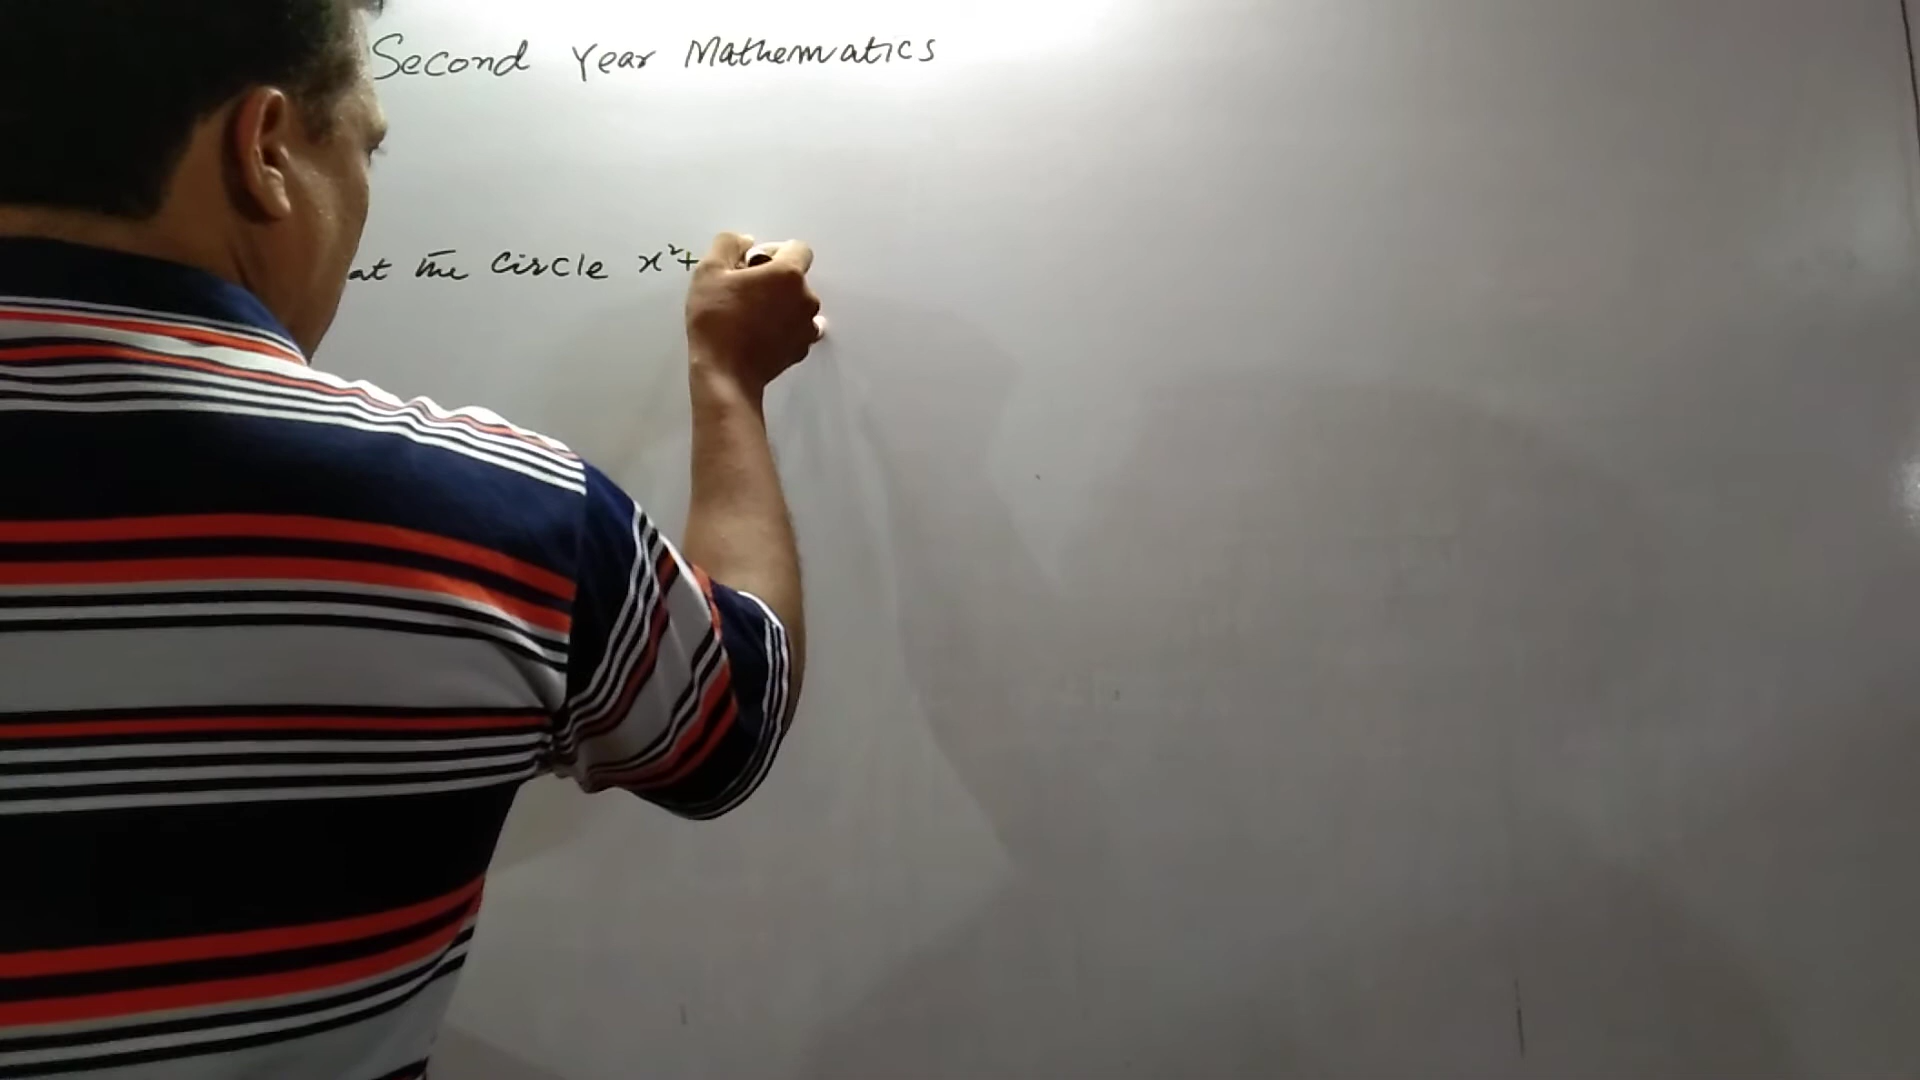 Second Year Mathematics
at the circle x²+